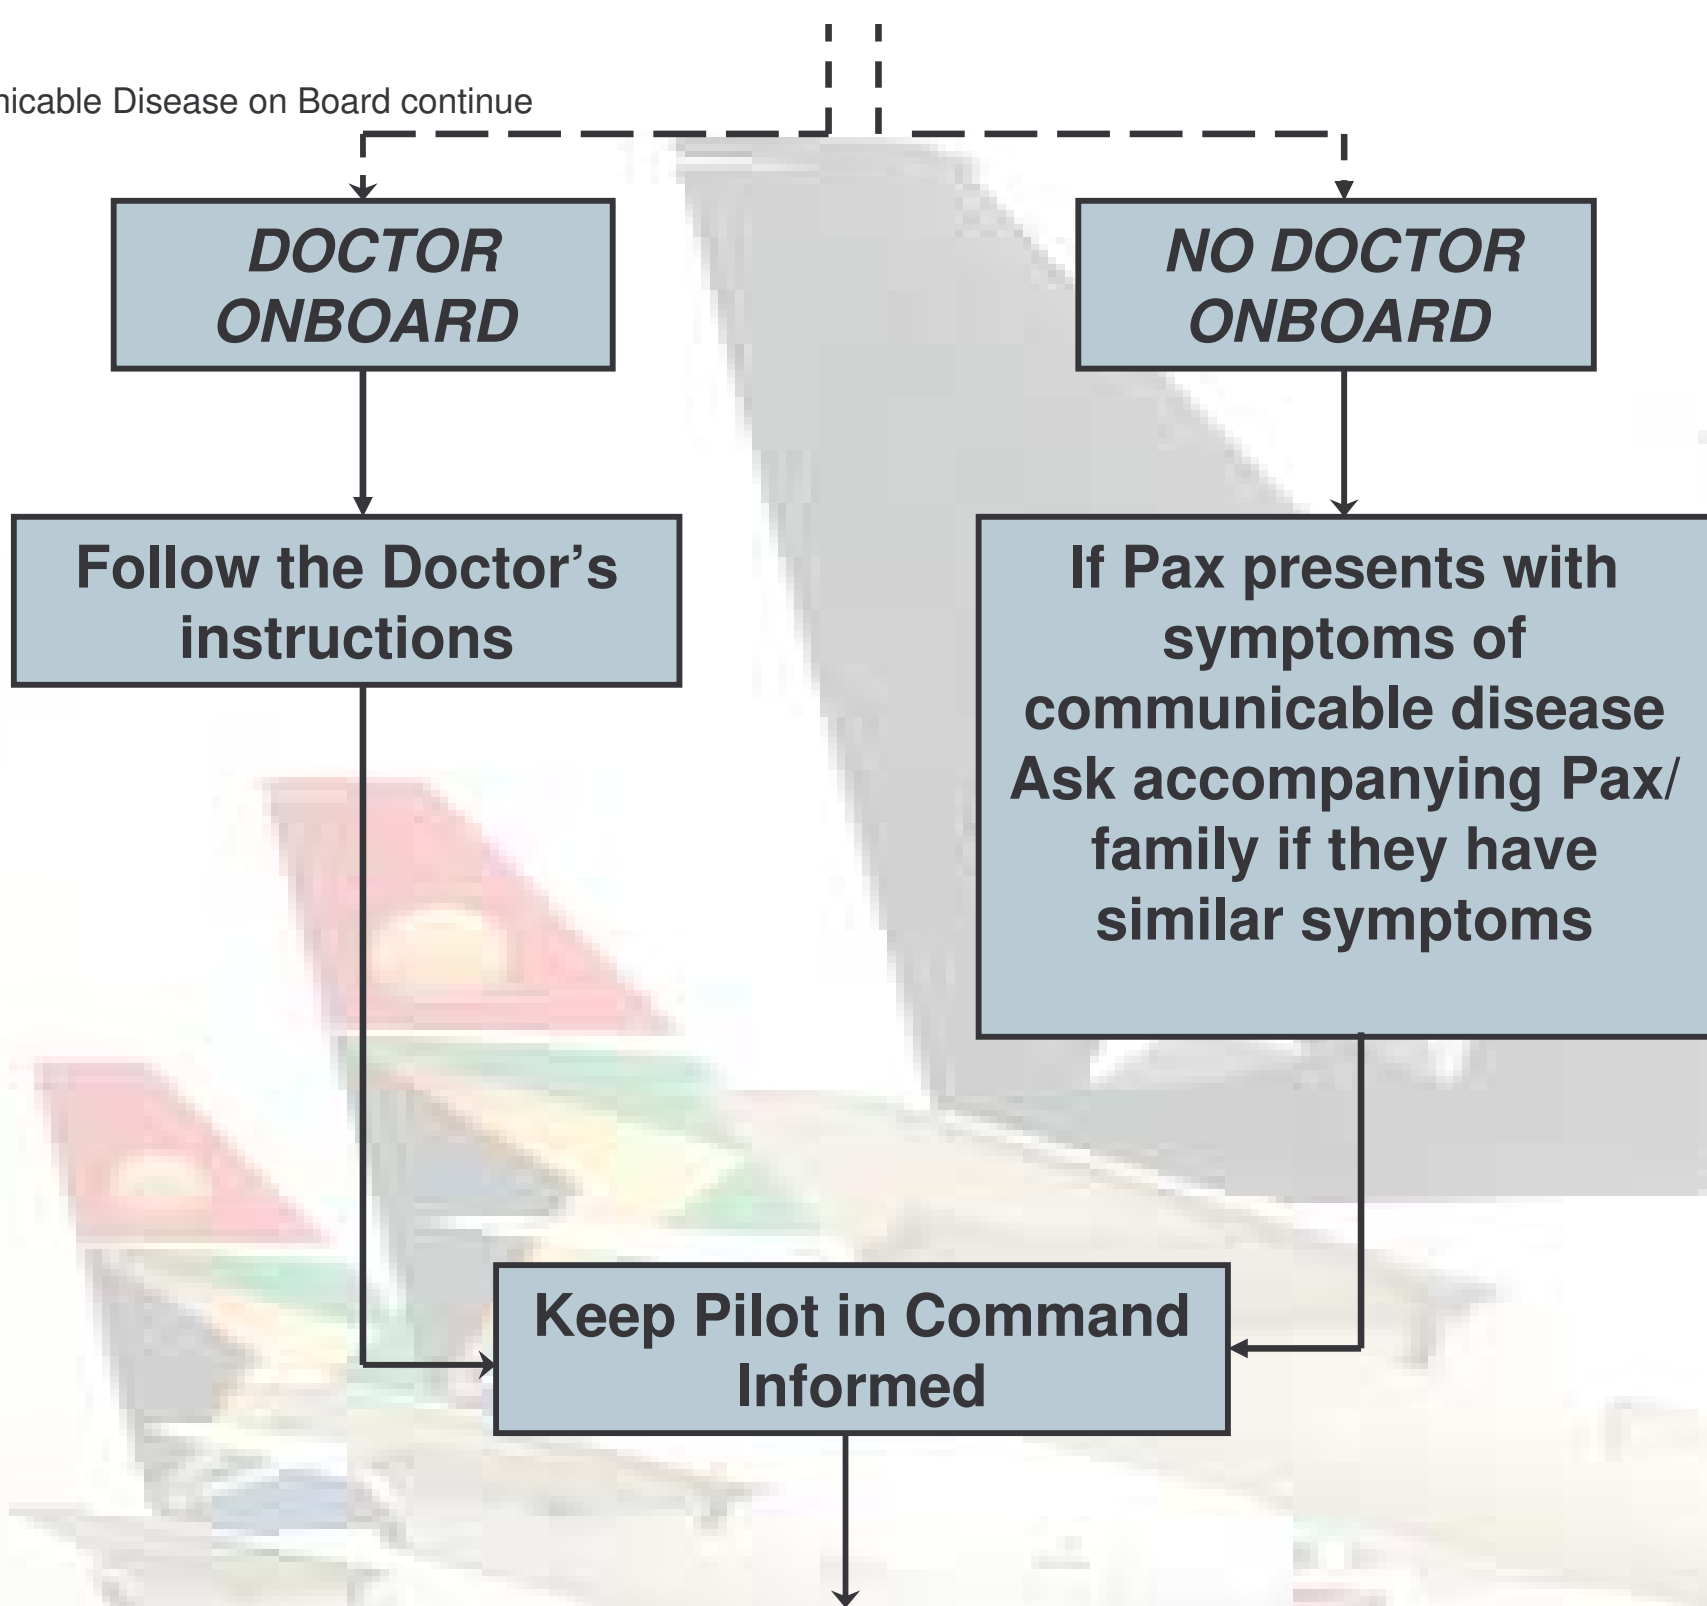 Disease on Board continue
DOCTOR
ONBOARD
NO DOCTOR
ONBOARD
Follow the Doctor’s
instructions
If Pax presents with
symptoms of
communicable disease
Ask accompanying Pax/
family if they have
similar symptoms
Keep Pilot in Command
Informed